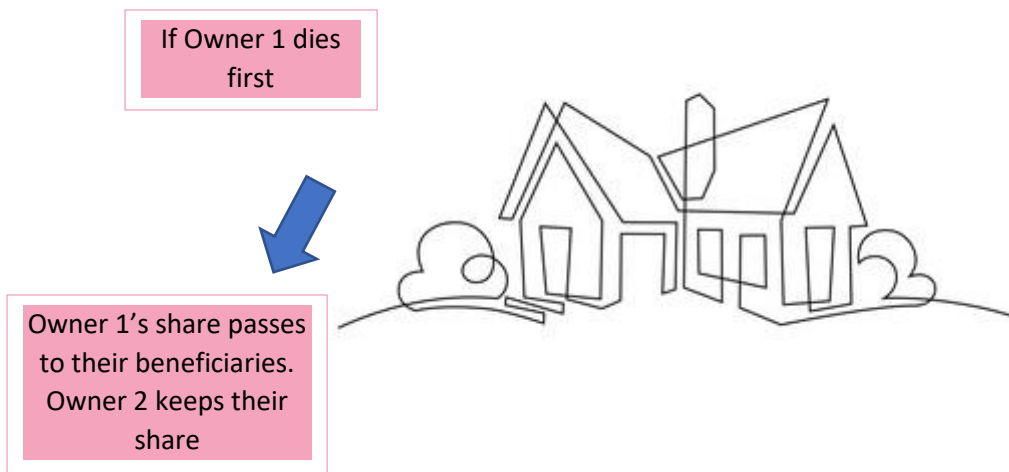 If Owner 1 dies
first
Owner 1’s share passes
to their beneficiaries.
Owner 2 keeps their
share